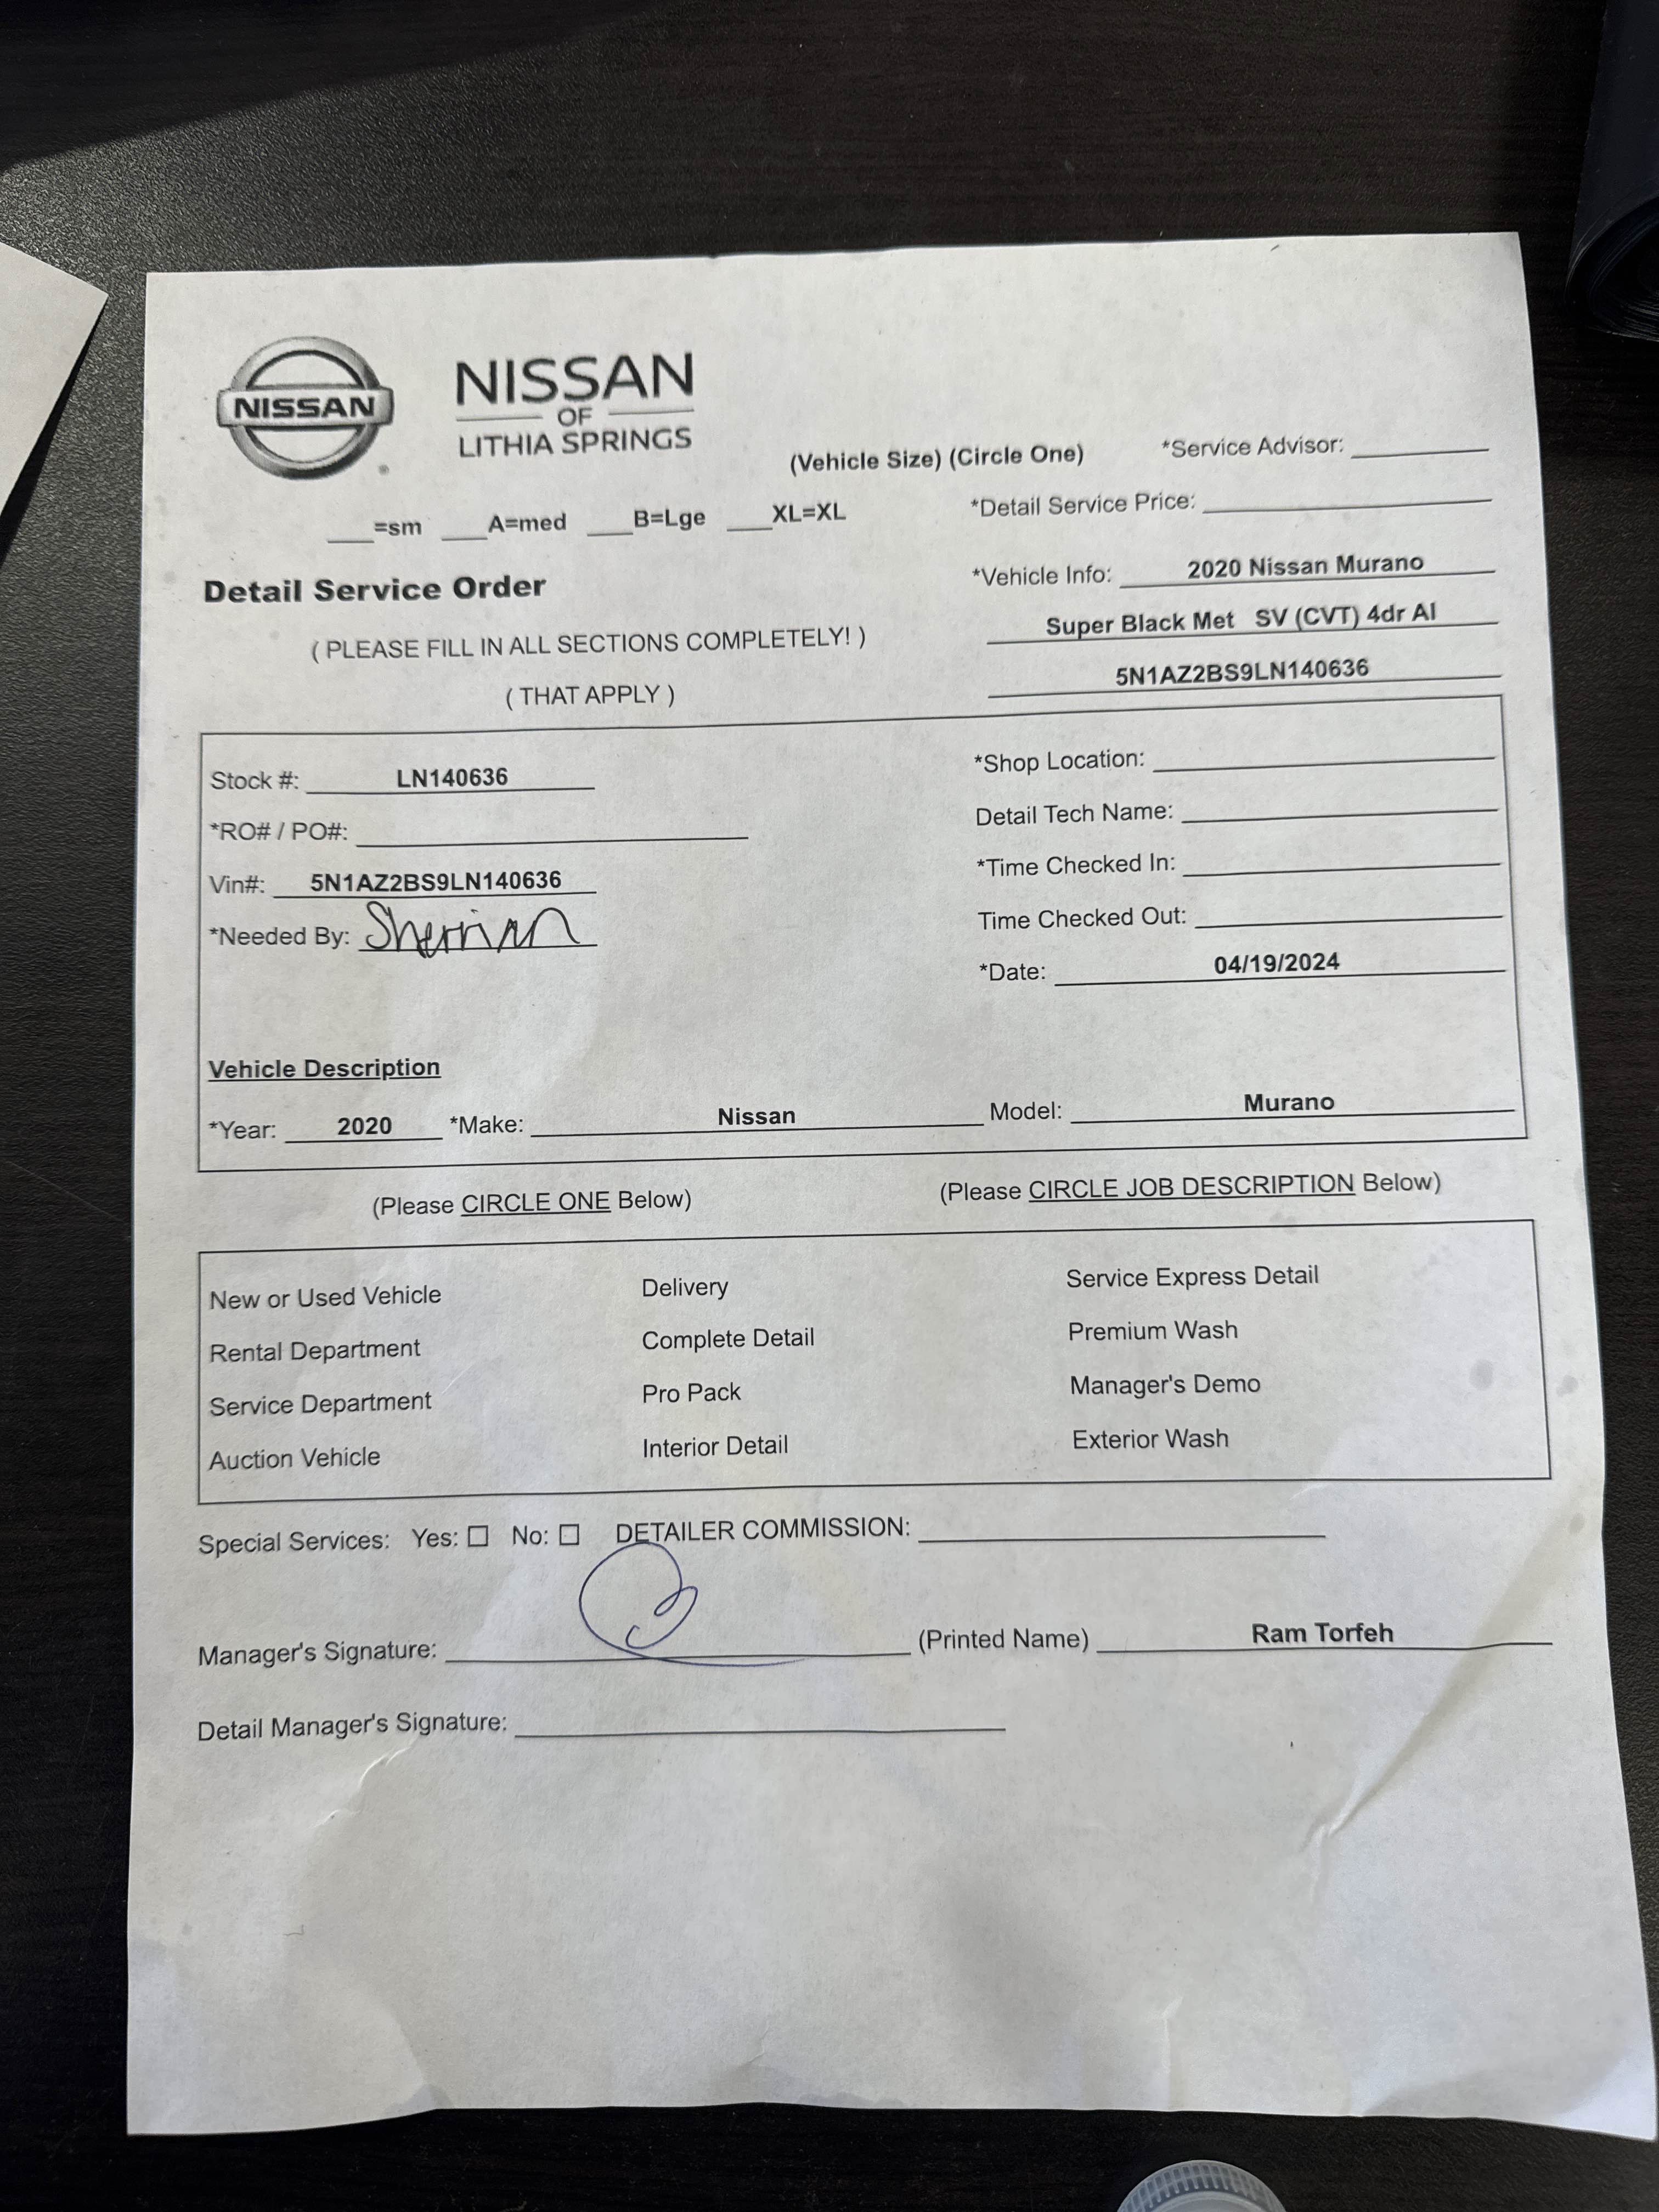 NISSAN
NISSAN
OF
LITHIA SPRINGS
(Vehicle Size) (Circle One) *Service Advisor:
=sm A=med B=Lge XL=XL *Detail Service Price:
Detail Service Order *Vehicle Info: 2020 Nissan Murano
( PLEASE FILL IN ALL SECTIONS COMPLETELY! ) Super Black Met SV (CVT) 4dr Al
( THAT APPLY ) 5N1AZ2BS9LN140636
Stock #: LN140636 *Shop Location:
*RO# / PO#: Detail Tech Name:
Vin#: 5N1AZ2BS9LN140636 *Time Checked In:
*Needed By: Sherrian Time Checked Out:
*Date: 04/19/2024
Vehicle Description
*Year: 2020 *Make: Nissan Model: Murano
(Please CIRCLE ONE Below) (Please CIRCLE JOB DESCRIPTION Below)
New or Used Vehicle Delivery Service Express Detail
Rental Department Complete Detail Premium Wash
Service Department Pro Pack Manager's Demo
Auction Vehicle Interior Detail Exterior Wash
Special Services: Yes: No: DETAILER COMMISSION:
Manager's Signature: (Printed Name) Ram Torfeh
Detail Manager's Signature: